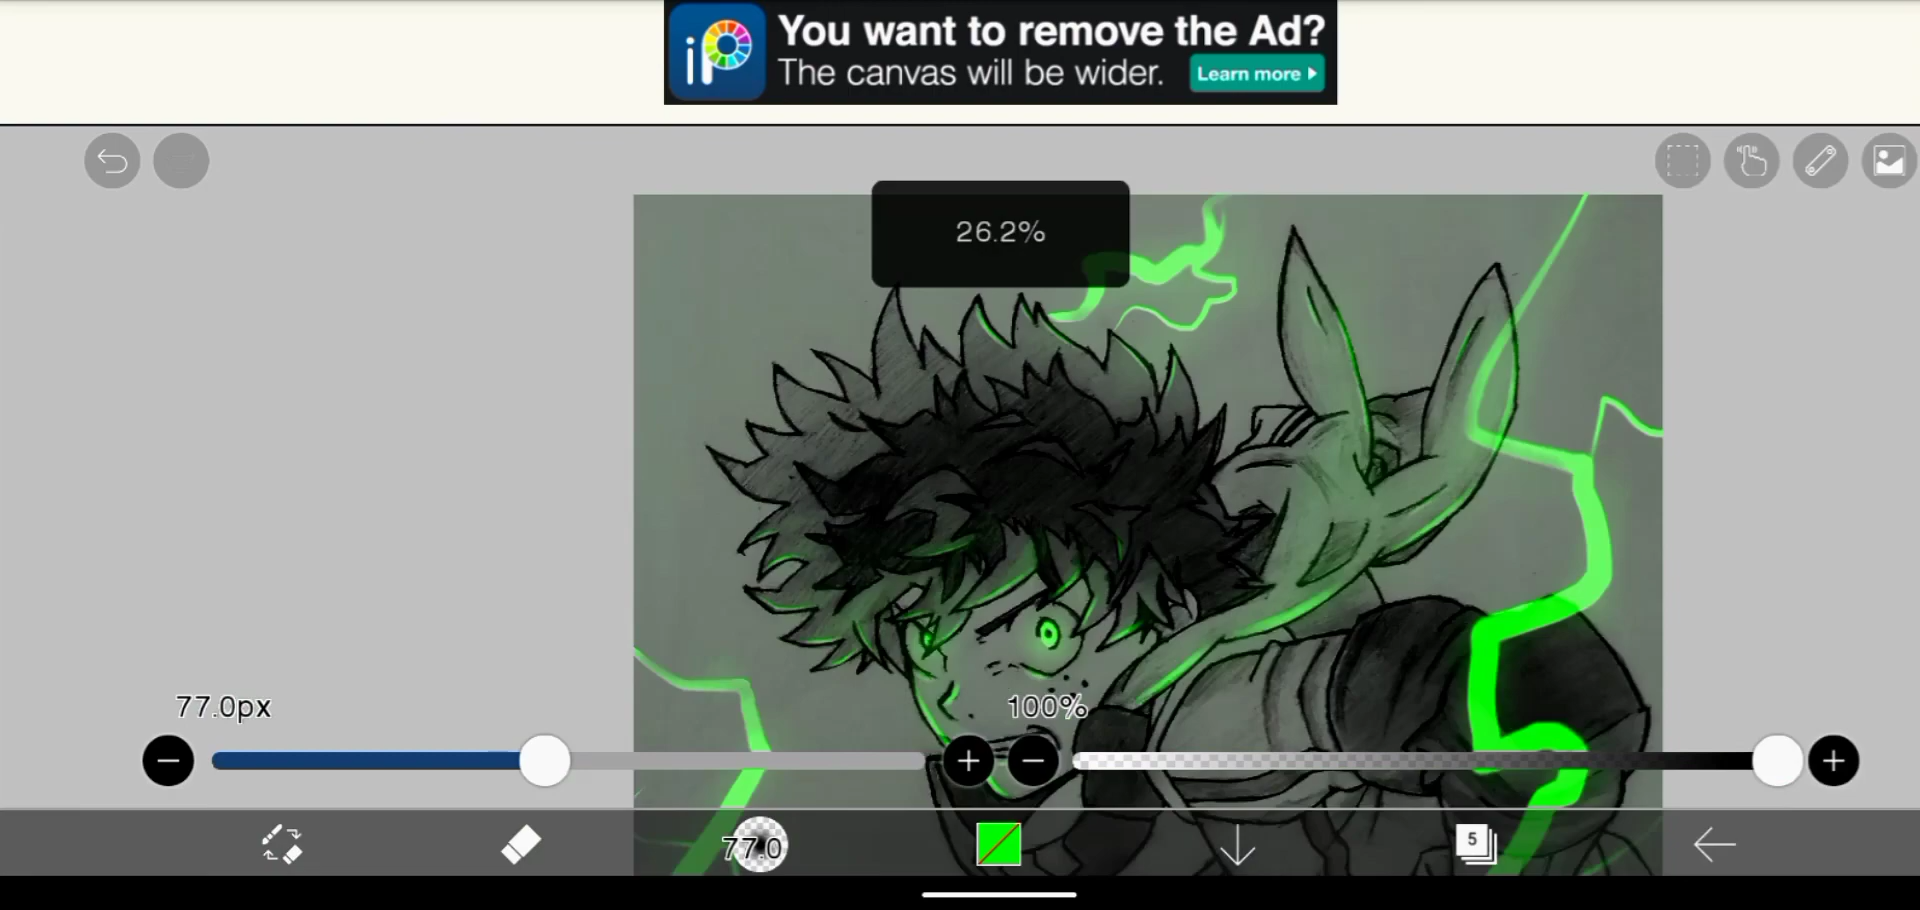 iP
You want to remove the Ad?
The canvas will be wider.
Learn more
26.2%
77.0px
100%
77.0
5